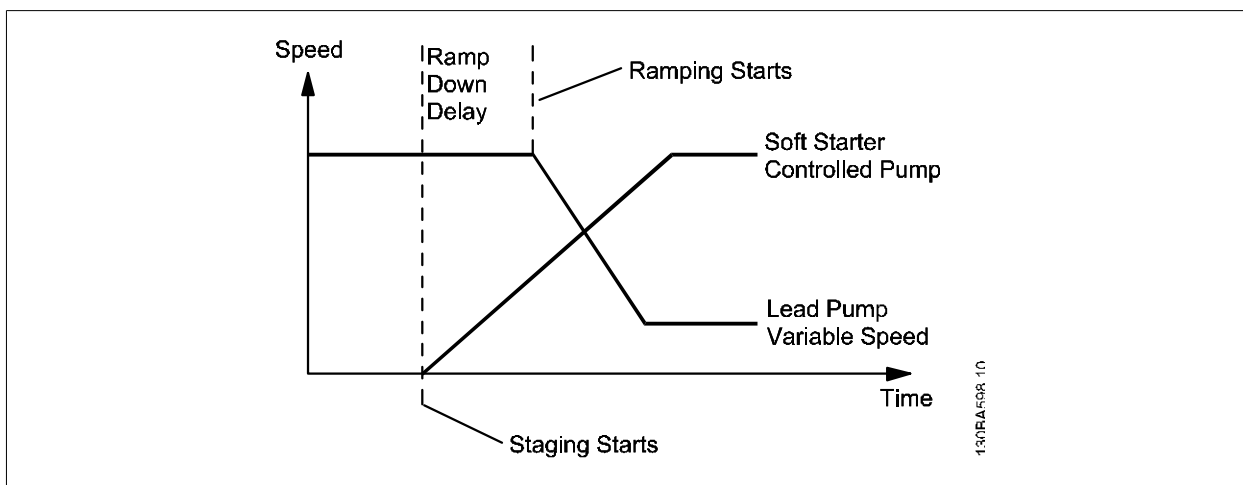 Speed
Ramp
Down
Delay
Ramping Starts
Soft Starter
Controlled Pump
Lead Pump
Variable Speed
Time
Staging Starts
130BA598.10